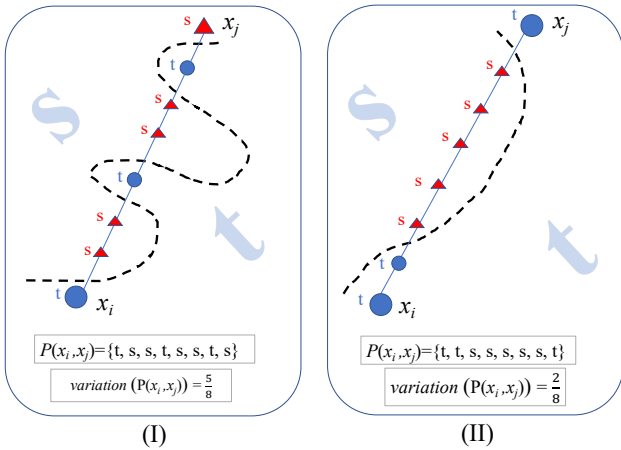 s x_j
t
s
s
t
s
s
t x_i
s
t
P(x_i,x_j)={t, s, s, t, s, s, t, s}
variation (P(x_i,x_j)) = 5/8
(I)
t x_j
s
s
s
s
s
t
t x_i
s
t
P(x_i,x_j)={t, t, s, s, s, s, s, t}
variation (P(x_i,x_j)) = 2/8
(II)